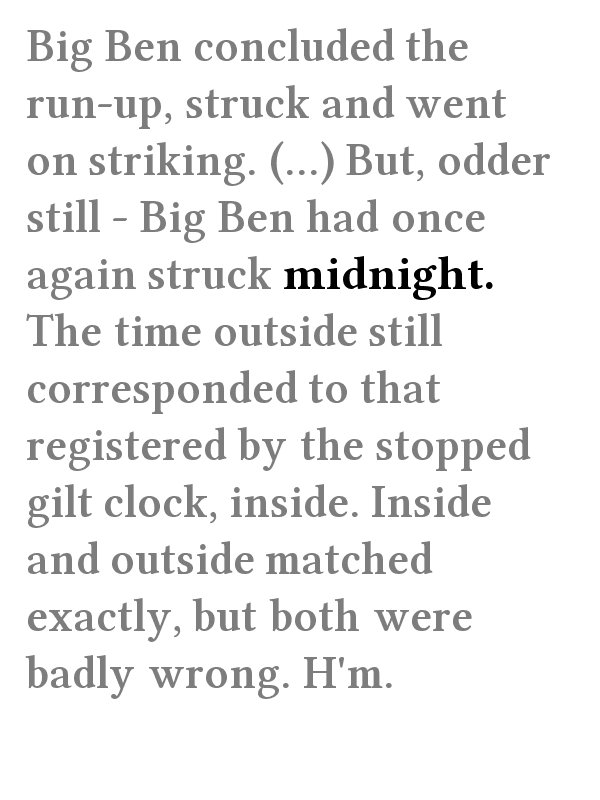 Big Ben concluded the
run-up, struck and went
on striking. (...) But, odder
still - Big Ben had once
again struck midnight.
The time outside still
corresponded to that
registered by the stopped
gilt clock, inside. Inside
and outside matched
exactly, but both were
badly wrong. H'm.